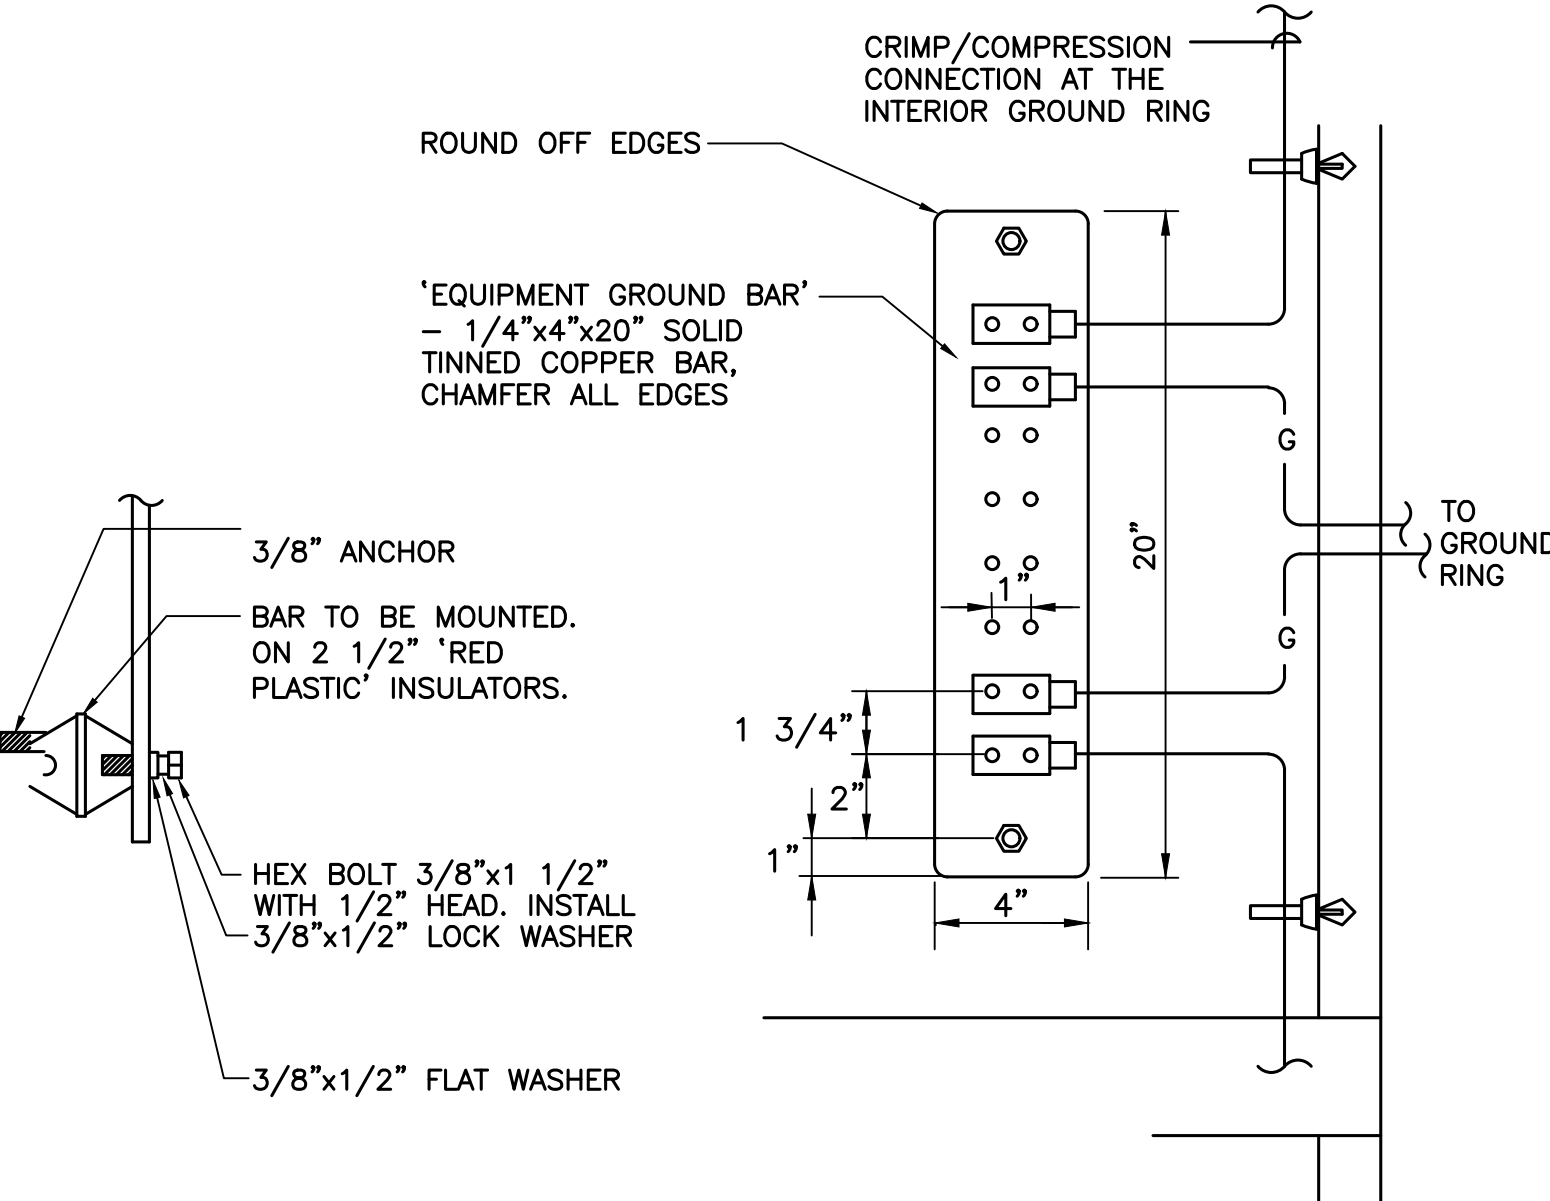 CRIMP/COMPRESSION
CONNECTION AT THE
INTERIOR GROUND RING
ROUND OFF EDGES
‘EQUIPMENT GROUND BAR’
– 1/4”x4”x20” SOLID
TINNED COPPER BAR,
CHAMFER ALL EDGES
G
TO
GROUND
RING
20”
1”
G
1 3/4”
2”
1”
4”
3/8” ANCHOR
BAR TO BE MOUNTED.
ON 2 1/2” ‘RED
PLASTIC’ INSULATORS.
HEX BOLT 3/8”x1 1/2”
WITH 1/2” HEAD. INSTALL
3/8”x1/2” LOCK WASHER
3/8”x1/2” FLAT WASHER